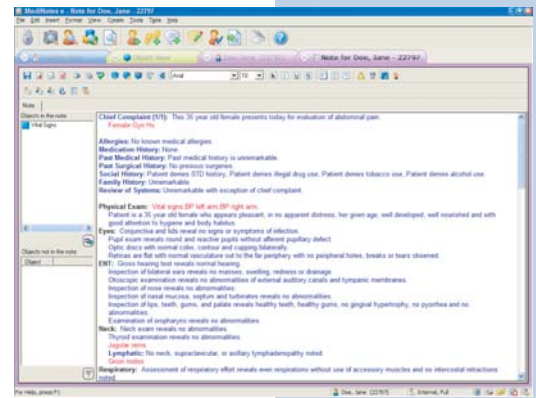 MediNotes e : Note for Doe, Jane - 22797
File Edit Insert Format View Create Tools Table Help
Note for Doe, Jane - 22797
Arial 10
Note
Objects in the note
Vital Signs
Objects not in the note
Object
Chief Complaint (1/1): This 35 year old female presents today for evaluation of abdominal pain.
Female Gyn Hx
Allergies: No known medical allergies.
Medication History: None.
Past Medical History: Past medical history is unremarkable.
Past Surgical History: No previous surgeries.
Social History: Patient denies STD history, Patient denies illegal drug use, Patient denies tobacco use, Patient denies alcohol use.
Family History: Unremarkable.
Review of Systems: Unremarkable with exception of chief complaint.
Physical Exam: Vital signs:BP left arm:BP right arm:
Patient is a 35 year old female who appears pleasant, in no apparent distress, her given age, well developed, well nourished and with
good attention to hygiene and body habitus.
Eyes: Conjunctiva and lids reveal no signs or symptoms of infection.
Pupil exam reveals round and reactive pupils without afferent pupillary defect.
Optic discs with normal color, contour and cupping bilaterally.
Retinas are flat with normal vasculature out to the far periphery with no peripheral holes, breaks or tears observed.
ENT: Gross hearing test reveals normal hearing.
Inspection of bilateral ears reveals no masses, swelling, redness or drainage.
Otoscopic examination reveals no abnormalities of external auditory canals and tympanic membranes.
Inspection of nose reveals no abnormalities.
Inspection of nasal mucosa, septum and turbinates reveals no abnormalities.
Inspection of lips, teeth, gums, and palate reveals healthy teeth, healthy gums, no gingival hypertrophy, no pyorrhea and no
abnormalities.
Examination of oropharynx reveals no abnormalities.
Neck: Neck exam reveals no abnormalities.
Thyroid examination reveals no abnormalities.
Jugular veins:
Lymphatic: No neck, supraclavicular, or axillary lymphadenopathy noted.
Groin nodes:
Respiratory: Assessment of respiratory effort reveals even respirations without use of accessory muscles and no intercostal retractions
noted.
For Help, press F1
Doe, Jane (22797)